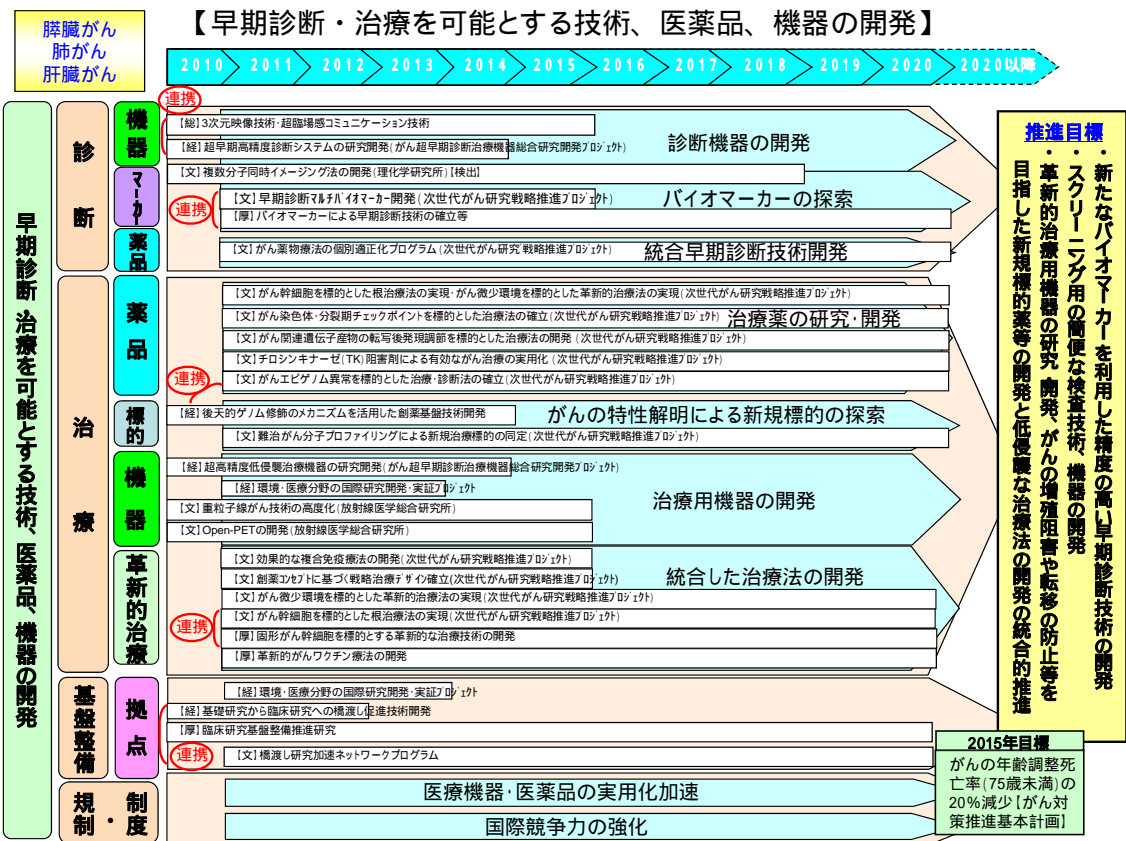 膵臓がん
肺がん
肝臓がん
【早期診断・治療を可能とする技術、医薬品、機器の開発】
2010 2011 2012 2013 2014 2015 2016 2017 2018 2019 2020 2020以降
早期診断・治療を可能とする技術、医薬品、機器の開発
診断
機器
連携
【総】3次元映像技術・超臨場感コミュニケーション技術
【経】超早期高精度診断システムの研究開発(がん超早期診断治療機器総合研究開発プロジェクト)
診断機器の開発
マーカー
【文】複数分子同時イメージング法の開発(理化学研究所)【検出】
連携
【文】早期診断マルチバイオマーカー開発(次世代がん研究戦略推進プロジェクト)
【厚】バイオマーカーによる早期診断技術の確立等
バイオマーカーの探索
薬品
【文】がん薬物療法の個別適正化プログラム(次世代がん研究戦略推進プロジェクト)
統合早期診断技術開発
治療
薬品
【文】がん幹細胞を標的とした根治療法の実現・がん微少環境を標的とした革新的治療法の実現(次世代がん研究戦略推進プロジェクト)
【文】がん染色体・分裂期チェックポイントを標的とした治療法の確立(次世代がん研究戦略推進プロジェクト)
治療薬の研究・開発
【文】がん関連遺伝子産物の転写後発現調節を標的とした治療法の開発(次世代がん研究戦略推進プロジェクト)
【文】チロシンキナーゼ(TK)阻害剤による有効ながん治療の実用化(次世代がん研究戦略推進プロジェクト)
連携
【文】がんエピゲノム異常を標的とした治療・診断法の確立(次世代がん研究戦略推進プロジェクト)
標的
【経】後天的ゲノム修飾のメカニズムを活用した創薬基盤技術開発
がんの特性解明による新規標的の探索
【文】難治がん分子プロファイリングによる新規治療標的の同定(次世代がん研究戦略推進プロジェクト)
機器
【経】超高精度低侵襲治療機器の研究開発(がん超早期診断治療機器総合研究開発プロジェクト)
【経】環境・医療分野の国際研究開発・実証プロジェクト
【文】重粒子線がん技術の高度化(放射線医学総合研究所)
【文】Open-PETの開発(放射線医学総合研究所)
治療用機器の開発
革新的治療
【文】効果的な複合免疫療法の開発(次世代がん研究戦略推進プロジェクト)
【文】創薬コンセプトに基づく戦略治療デザイン確立(次世代がん研究戦略推進プロジェクト)
統合した治療法の開発
【文】がん微少環境を標的とした革新的治療法の実現(次世代がん研究戦略推進プロジェクト)
連携
【文】がん幹細胞を標的とした根治療法の実現(次世代がん研究戦略推進プロジェクト)
【厚】固形がん幹細胞を標的とする革新的な治療技術の開発
【厚】革新的がんワクチン療法の開発
基盤整備
拠点
【経】環境・医療分野の国際研究開発・実証プロジェクト
【経】基礎研究から臨床研究への橋渡し促進技術開発
【厚】臨床研究基盤整備推進研究
連携
【文】橋渡し研究加速ネットワークプログラム
規制・制度
医療機器・医薬品の実用化加速
国際競争力の強化
推進目標
・新たなバイオマーカーを利用した精度の高い早期診断技術の開発
・スクリーニング用の簡便な検査技術、機器の開発
・革新的治療用機器の研究・開発、がんの増殖阻害や転移の防止等を
目指した新規標的薬等の開発と低侵襲な治療法の開発の統合的推進
2015年目標
がんの年齢調整死
亡率(75歳未満)の
20%減少【がん対
策推進基本計画】